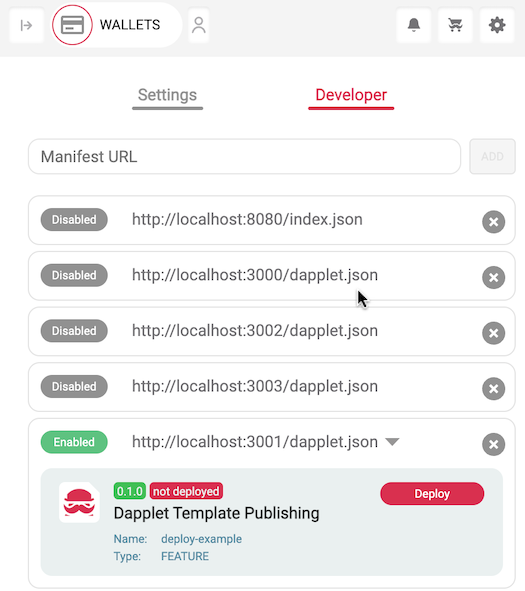 WALLETS
Settings Developer
Manifest URL ADD
Disabled http://localhost:8080/index.json
Disabled http://localhost:3000/dapplet.json
Disabled http://localhost:3002/dapplet.json
Disabled http://localhost:3003/dapplet.json
Enabled http://localhost:3001/dapplet.json
0.1.0 not deployed Deploy
Dapplet Template Publishing
Name: deploy-example
Type: FEATURE